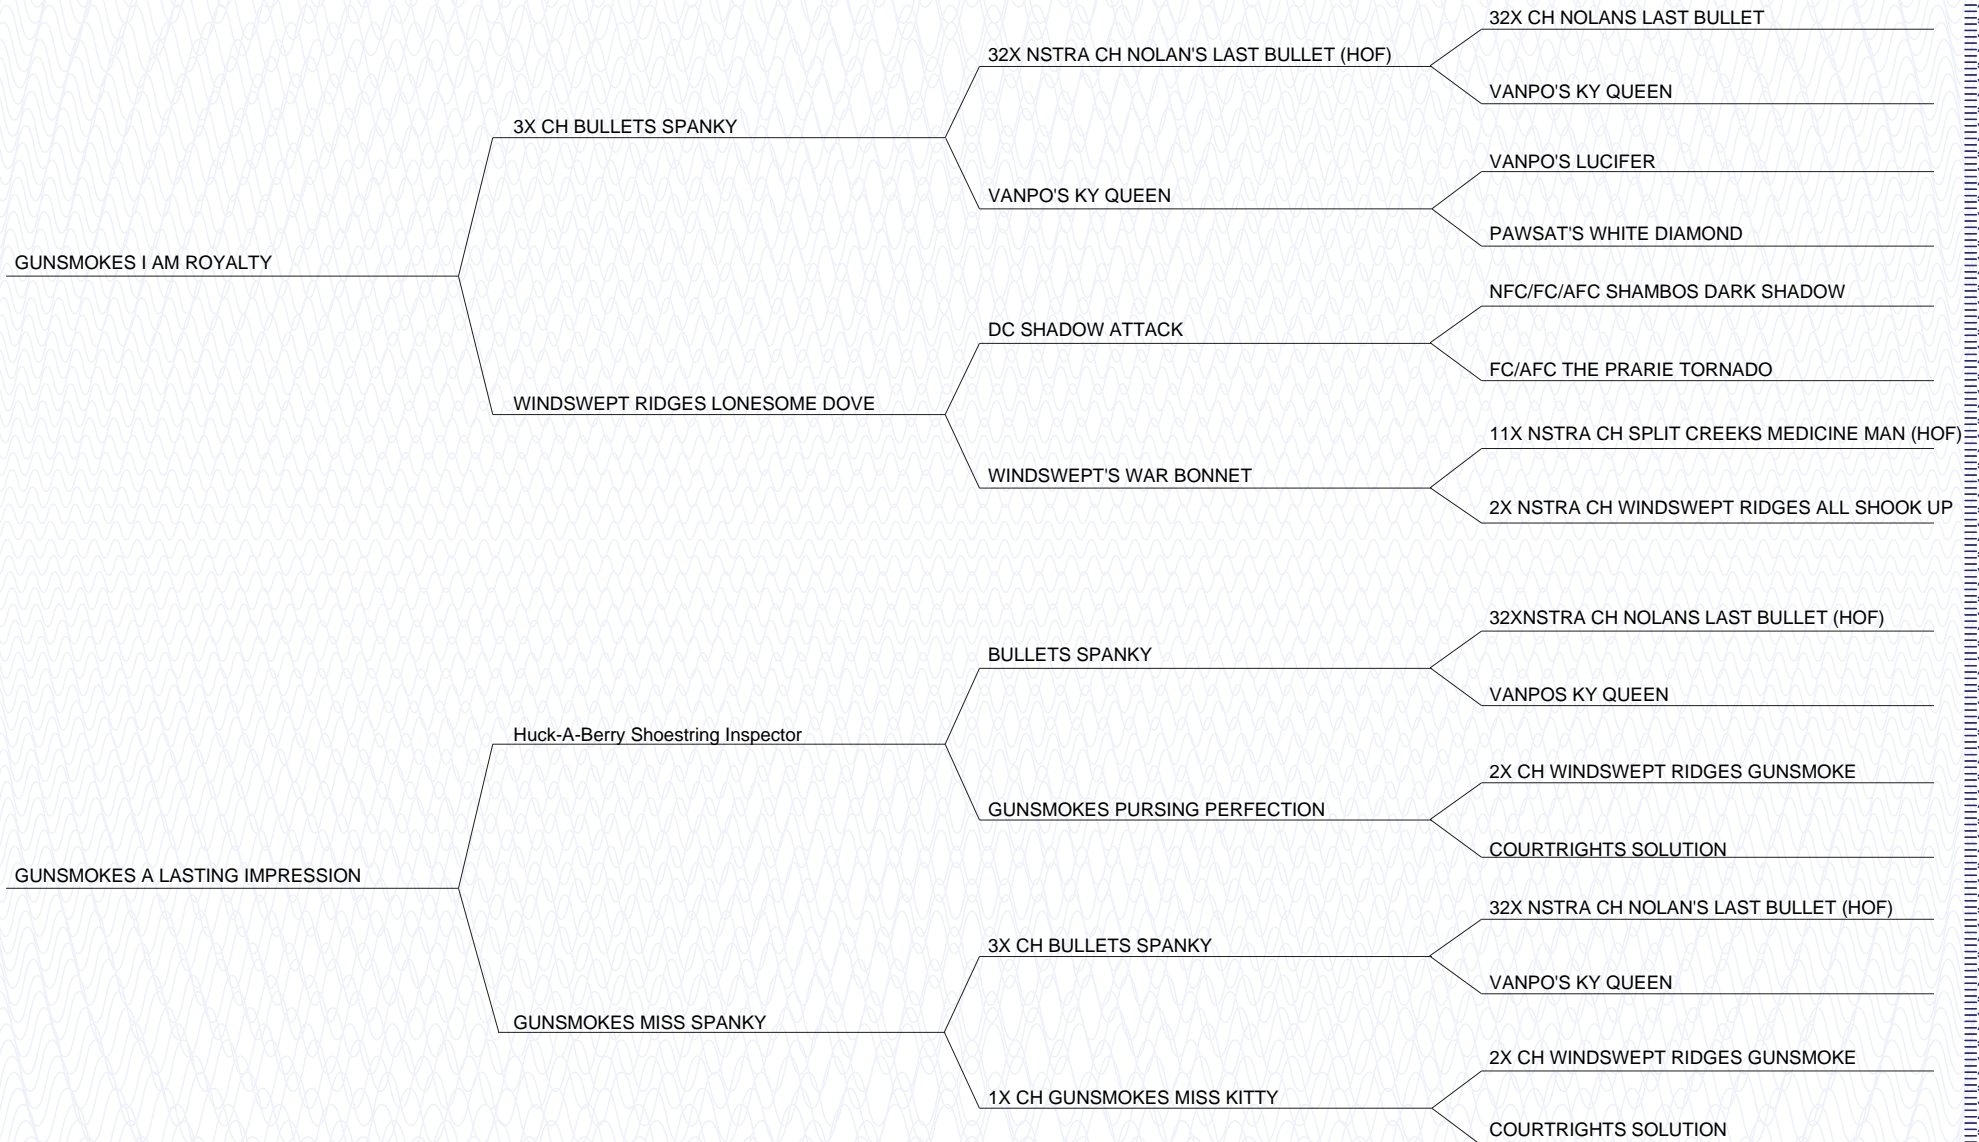 32X CH NOLANS LAST BULLET
32X NSTRA CH NOLAN'S LAST BULLET (HOF)
VANPO'S KY QUEEN
3X CH BULLETS SPANKY
VANPO'S LUCIFER
VANPO'S KY QUEEN
PAWSAT'S WHITE DIAMOND
GUNSMOKES I AM ROYALTY
NFC/FC/AFC SHAMBOS DARK SHADOW
DC SHADOW ATTACK
FC/AFC THE PRARIE TORNADO
WINDSWEPT RIDGES LONESOME DOVE
11X NSTRA CH SPLIT CREEKS MEDICINE MAN (HOF)
WINDSWEPT'S WAR BONNET
2X NSTRA CH WINDSWEPT RIDGES ALL SHOOK UP
32XNSTRA CH NOLANS LAST BULLET (HOF)
BULLETS SPANKY
VANPOS KY QUEEN
Huck-A-Berry Shoestring Inspector
2X CH WINDSWEPT RIDGES GUNSMOKE
GUNSMOKES PURSING PERFECTION
COURTRIGHTS SOLUTION
GUNSMOKES A LASTING IMPRESSION
32X NSTRA CH NOLAN'S LAST BULLET (HOF)
3X CH BULLETS SPANKY
VANPO'S KY QUEEN
GUNSMOKES MISS SPANKY
2X CH WINDSWEPT RIDGES GUNSMOKE
1X CH GUNSMOKES MISS KITTY
COURTRIGHTS SOLUTION